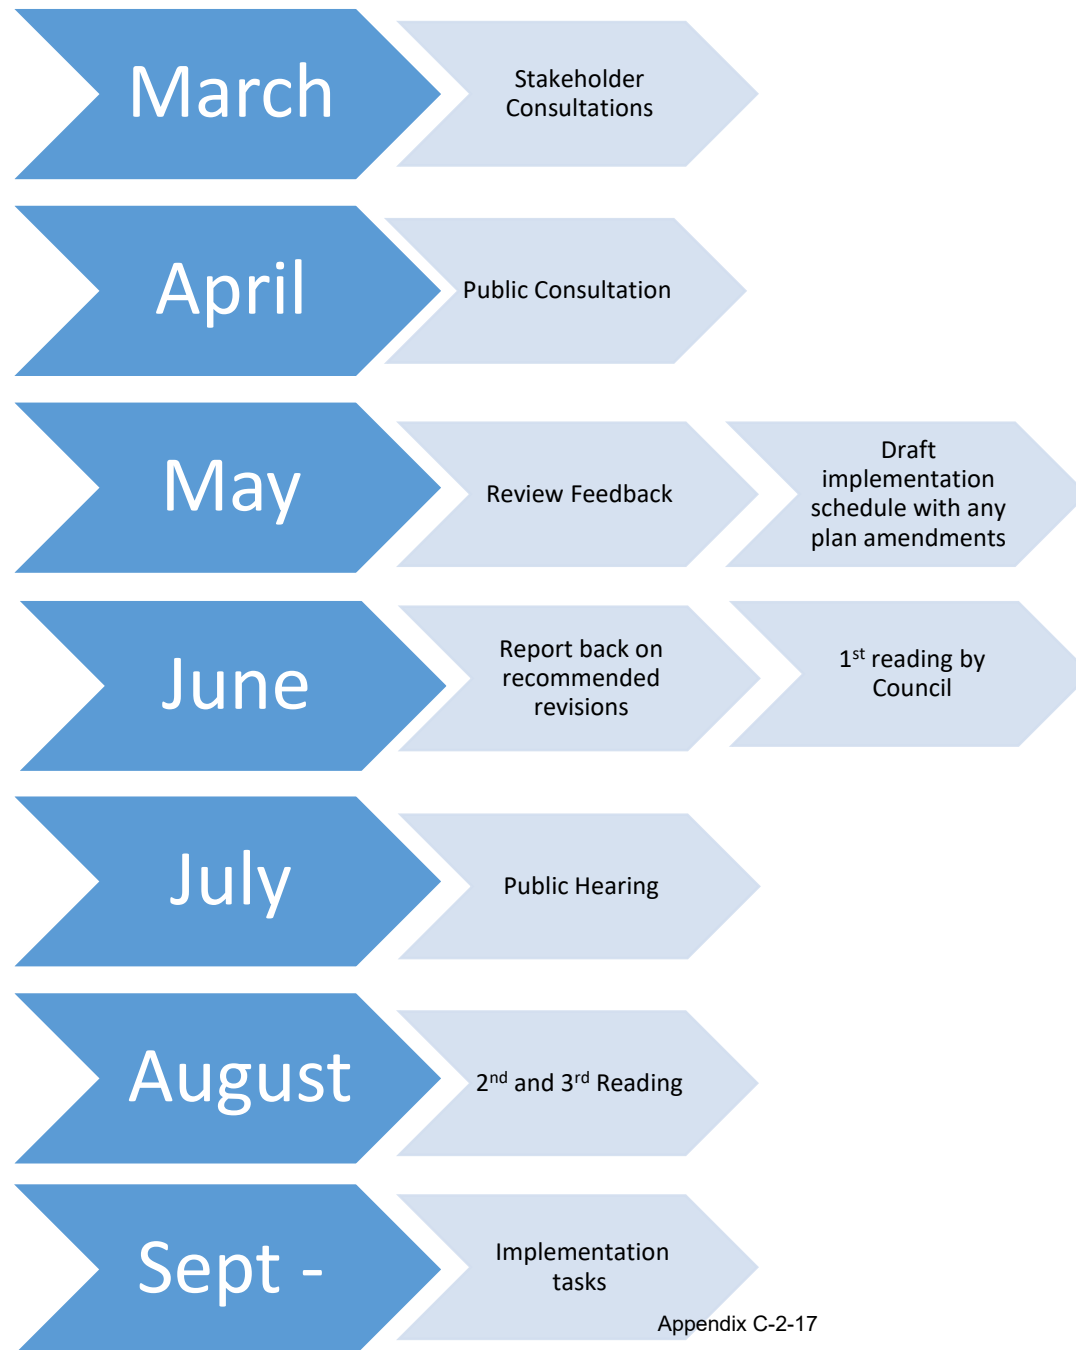 March
Stakeholder
Consultations
April
Public Consultation
May
Review Feedback
Draft
implementation
schedule with any
plan amendments
June
Report back on
recommended
revisions
1st reading by
Council
July
Public Hearing
August
2nd and 3rd Reading
Sept -
Implementation
tasks
Appendix C-2-17